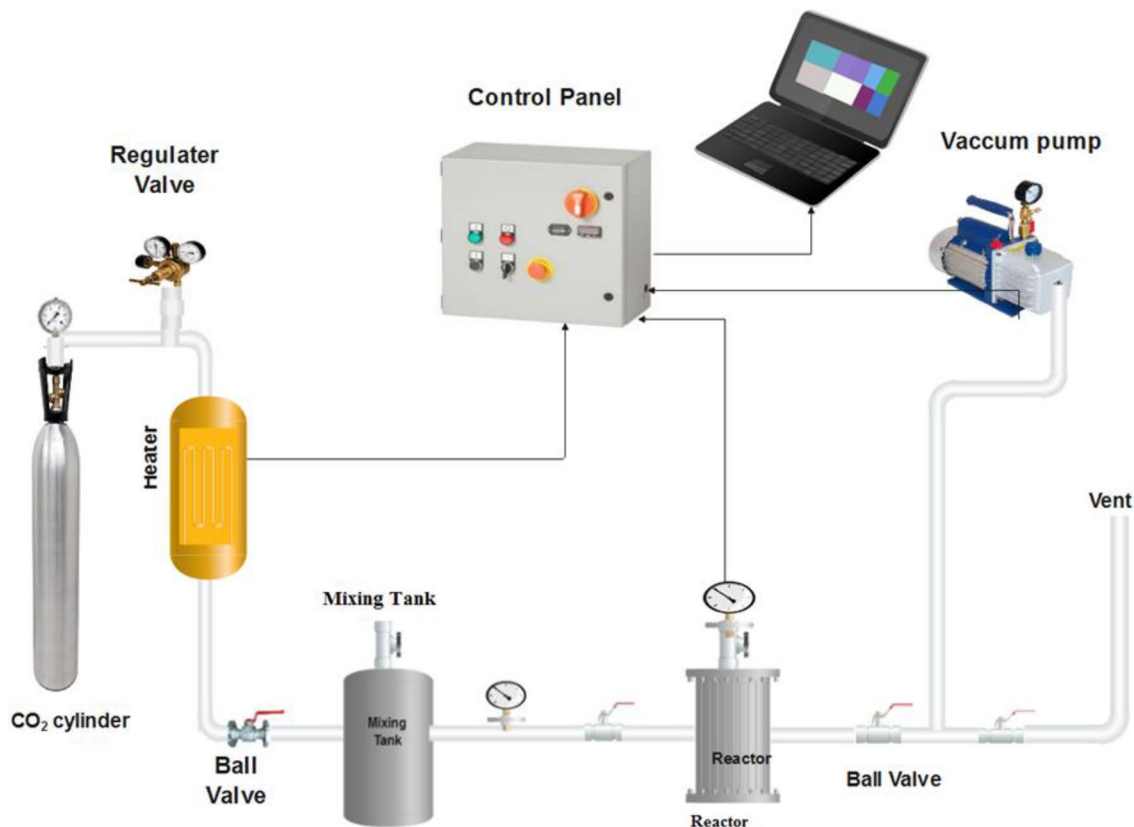 Control Panel
Regulater
Valve
Vaccum pump
Heater
Vent
Mixing Tank
CO₂ cylinder
Mixing
Tank
Reactor
Ball
Valve
Ball Valve
Reactor